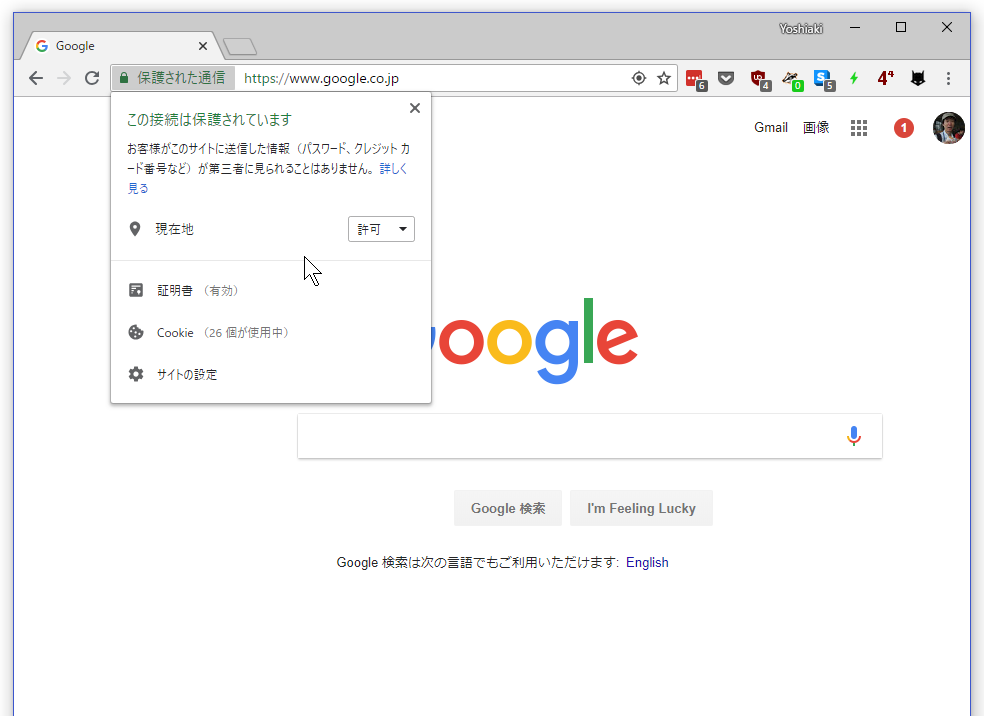 Yoshiaki
Google
保護された通信 https://www.google.co.jp
6 4 0 5 4⁴
この接続は保護されています
お客様がこのサイトに送信した情報（パスワード、クレジット カ
ード番号など）が第三者に見られることはありません。 詳しく
見る
現在地 許可
証明書 （有効）
Cookie （26 個が使用中）
サイトの設定
Gmail 画像 1
oogle
Google 検索 I'm Feeling Lucky
Google 検索は次の言語でもご利用いただけます: English